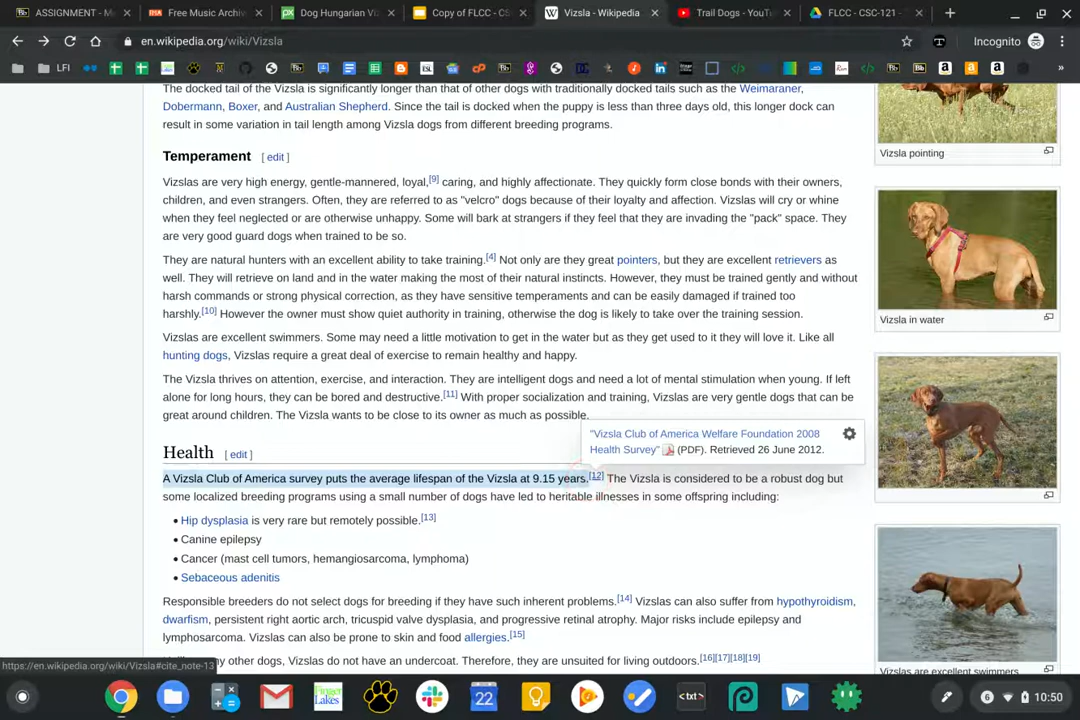 ASSIGNMENT - M
Free Music Archiv
Dog Hungarian Viz
Copy of FLCC - CS
Vizsla - Wikipedia
Trail Dogs - YouTu
FLCC - CSC-121 -
en.wikipedia.org/wiki/Vizsla
Incognito
LFI
The docked tail of the Vizsla is significantly longer than that of other dogs with traditionally docked tails such as the Weimaraner,
Dobermann, Boxer, and Australian Shepherd. Since the tail is docked when the puppy is less than three days old, this longer dock can
result in some variation in tail length among Vizsla dogs from different breeding programs.
Temperament [ edit ]
Vizslas are very high energy, gentle-mannered, loyal,[9] caring, and highly affectionate. They quickly form close bonds with their owners,
children, and even strangers. Often, they are referred to as "velcro" dogs because of their loyalty and affection. Vizslas will cry or whine
when they feel neglected or are otherwise unhappy. Some will bark at strangers if they feel that they are invading the "pack" space. They
are very good guard dogs when trained to be so.
They are natural hunters with an excellent ability to take training.[4] Not only are they great pointers, but they are excellent retrievers as
well. They will retrieve on land and in the water making the most of their natural instincts. However, they must be trained gently and without
harsh commands or strong physical correction, as they have sensitive temperaments and can be easily damaged if trained too
harshly.[10] However the owner must show quiet authority in training, otherwise the dog is likely to take over the training session.
Vizslas are excellent swimmers. Some may need a little motivation to get in the water but as they get used to it they will love it. Like all
hunting dogs, Vizslas require a great deal of exercise to remain healthy and happy.
The Vizsla thrives on attention, exercise, and interaction. They are intelligent dogs and need a lot of mental stimulation when young. If left
alone for long hours, they can be bored and destructive.[11] With proper socialization and training, Vizslas are very gentle dogs that can be
great around children. The Vizsla wants to be close to its owner as much as possible.
"Vizsla Club of America Welfare Foundation 2008
Health Survey" (PDF). Retrieved 26 June 2012.
Health [ edit ]
A Vizsla Club of America survey puts the average lifespan of the Vizsla at 9.15 years.[12] The Vizsla is considered to be a robust dog but
some localized breeding programs using a small number of dogs have led to heritable illnesses in some offspring including:
• Hip dysplasia is very rare but remotely possible.[13]
• Canine epilepsy
• Cancer (mast cell tumors, hemangiosarcoma, lymphoma)
• Sebaceous adenitis
Responsible breeders do not select dogs for breeding if they have such inherent problems.[14] Vizslas can also suffer from hypothyroidism,
dwarfism, persistent right aortic arch, tricuspid valve dysplasia, and progressive retinal atrophy. Major risks include epilepsy and
lymphosarcoma. Vizslas can also be prone to skin and food allergies.[15]
ny other dogs, Vizslas do not have an undercoat. Therefore, they are unsuited for living outdoors.[16][17][18][19]
Vizsla pointing
Vizsla in water
Vizslas are excellent swimmers
https://en.wikipedia.org/wiki/Vizsla#cite_note-13
Finger
Lakes
22
<txt>
6
10:50